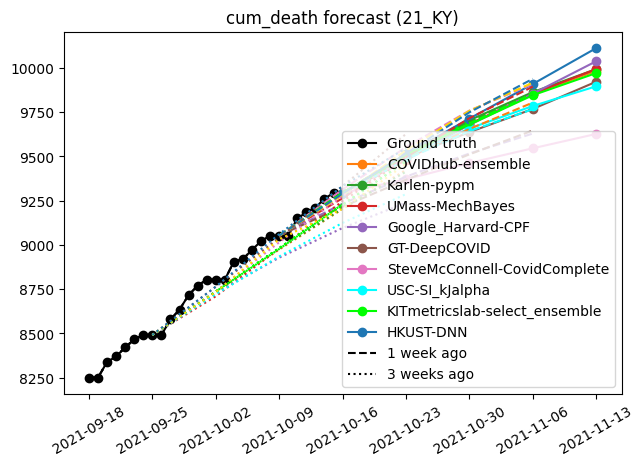 cum_death forecast (21_KY)
10000
9750
9500
9250
9000
8750
8500
8250
Ground truth
COVIDhub-ensemble
Karlen-pypm
UMass-MechBayes
Google_Harvard-CPF
GT-DeepCOVID
SteveMcConnell-CovidComplete
USC-SI_kJalpha
KITmetricslab-select_ensemble
HKUST-DNN
1 week ago
3 weeks ago
2021-09-18
2021-09-25
2021-10-02
2021-10-09
2021-10-16
2021-10-23
2021-10-30
2021-11-06
2021-11-13